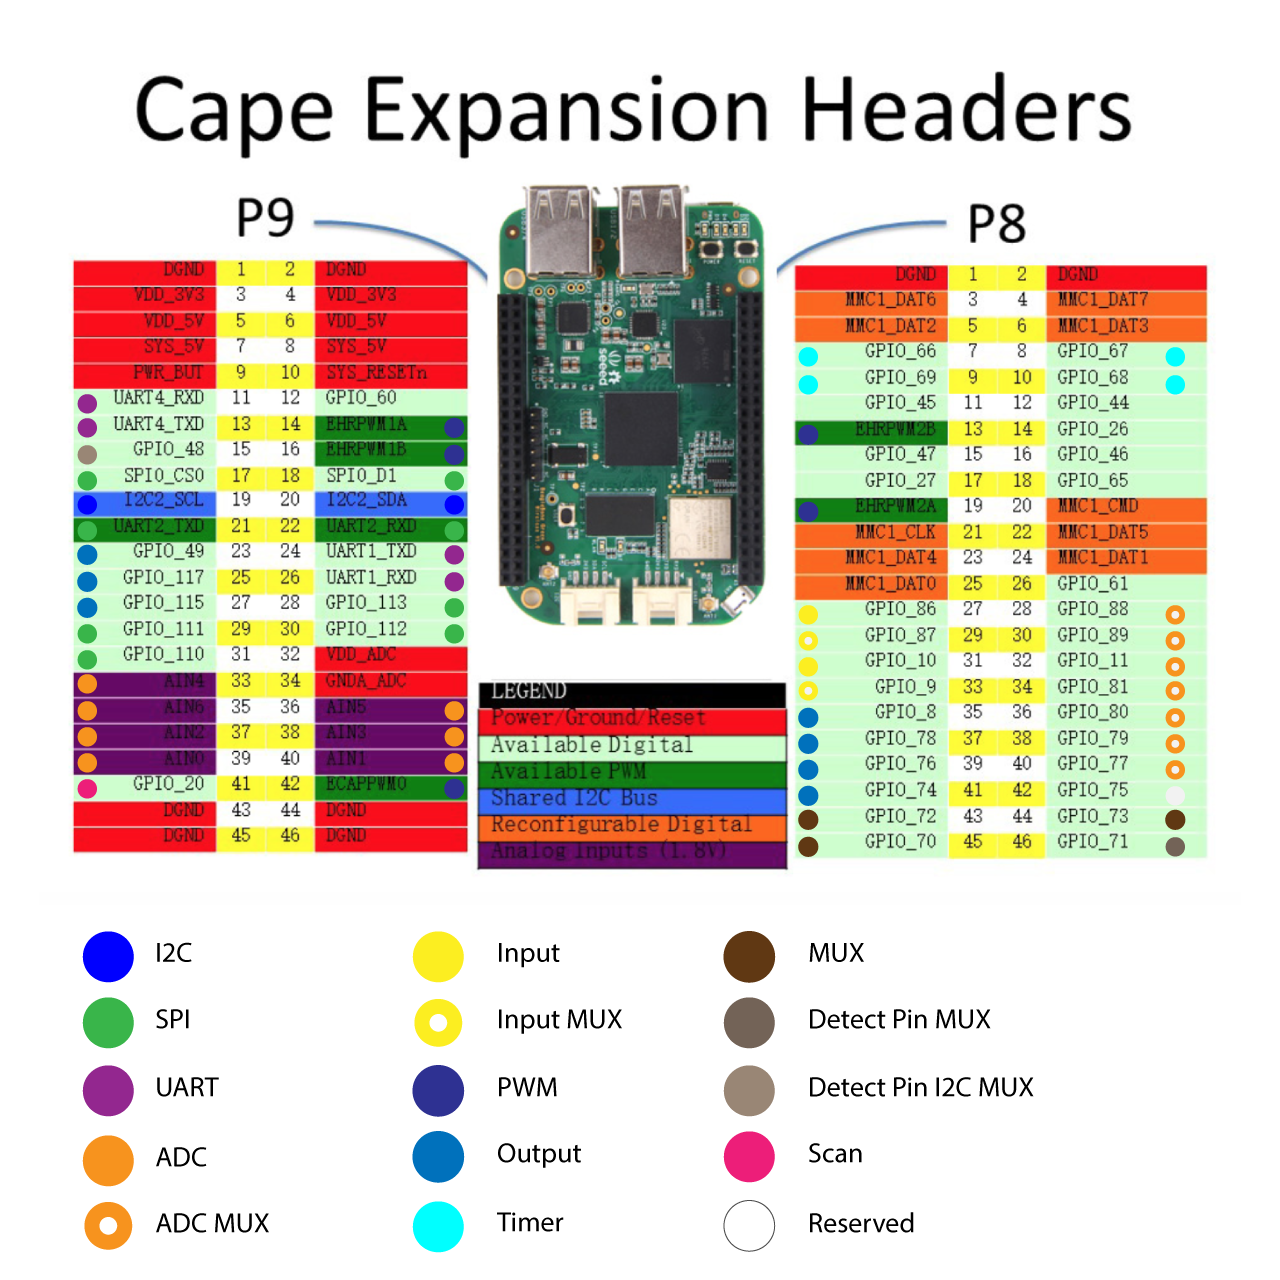 Cape Expansion Headers
P9
P8
DGND 1 2 DGND
VDD_3V3 3 4 VDD_3V3
VDD_5V 5 6 VDD_5V
SYS_5V 7 8 SYS_5V
PWR_BUT 9 10 SYS_RESETn
UART4_RXD 11 12 GPIO_60
UART4_TXD 13 14 EHRPWM1A
GPIO_48 15 16 EHRPWM1B
SPI0_CS0 17 18 SPI0_D1
I2C2_SCL 19 20 I2C2_SDA
UART2_TXD 21 22 UART2_RXD
GPIO_49 23 24 UART1_TXD
GPIO_117 25 26 UART1_RXD
GPIO_115 27 28 GPIO_113
GPIO_111 29 30 GPIO_112
GPIO_110 31 32 VDD_ADC
AIN4 33 34 GNDA_ADC
AIN6 35 36 AIN5
AIN2 37 38 AIN3
AIN0 39 40 AIN1
GPIO_20 41 42 ECAPPWM0
DGND 43 44 DGND
DGND 45 46 DGND
seeed
LEGEND
Power/Ground/Reset
Available Digital
Available PWM
Shared I2C Bus
Reconfigurable Digital
Analog Inputs (1.8V)
DGND 1 2 DGND
MMC1_DAT6 3 4 MMC1_DAT7
MMC1_DAT2 5 6 MMC1_DAT3
GPIO_66 7 8 GPIO_67
GPIO_69 9 10 GPIO_68
GPIO_45 11 12 GPIO_44
EHRPWM2B 13 14 GPIO_26
GPIO_47 15 16 GPIO_46
GPIO_27 17 18 GPIO_65
EHRPWM2A 19 20 MMC1_CMD
MMC1_CLK 21 22 MMC1_DAT5
MMC1_DAT4 23 24 MMC1_DAT1
MMC1_DAT0 25 26 GPIO_61
GPIO_86 27 28 GPIO_88
GPIO_87 29 30 GPIO_89
GPIO_10 31 32 GPIO_11
GPIO_9 33 34 GPIO_81
GPIO_8 35 36 GPIO_80
GPIO_78 37 38 GPIO_79
GPIO_76 39 40 GPIO_77
GPIO_74 41 42 GPIO_75
GPIO_72 43 44 GPIO_73
GPIO_70 45 46 GPIO_71
I2C
SPI
UART
ADC
ADC MUX
Input
Input MUX
PWM
Output
Timer
MUX
Detect Pin MUX
Detect Pin I2C MUX
Scan
Reserved